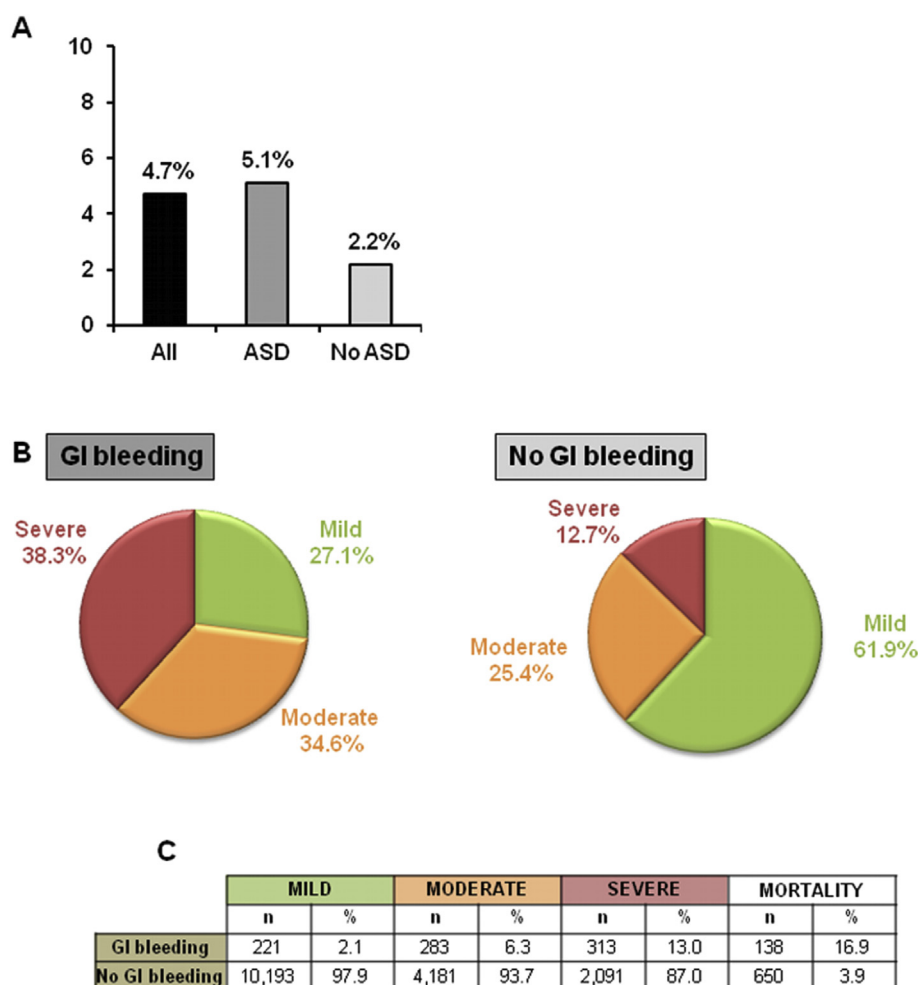 A
10
8
6
4
2
0
4.7%
5.1%
2.2%
All ASD No ASD
B GI bleeding No GI bleeding
Severe
38.3%
Mild
27.1%
Moderate
34.6%
Severe
12.7%
Moderate
25.4%
Mild
61.9%
C
MILD MODERATE SEVERE MORTALITY
n % n % n % n %
GI bleeding 221 2.1 283 6.3 313 13.0 138 16.9
No GI bleeding 10,193 97.9 4,181 93.7 2,091 87.0 650 3.9